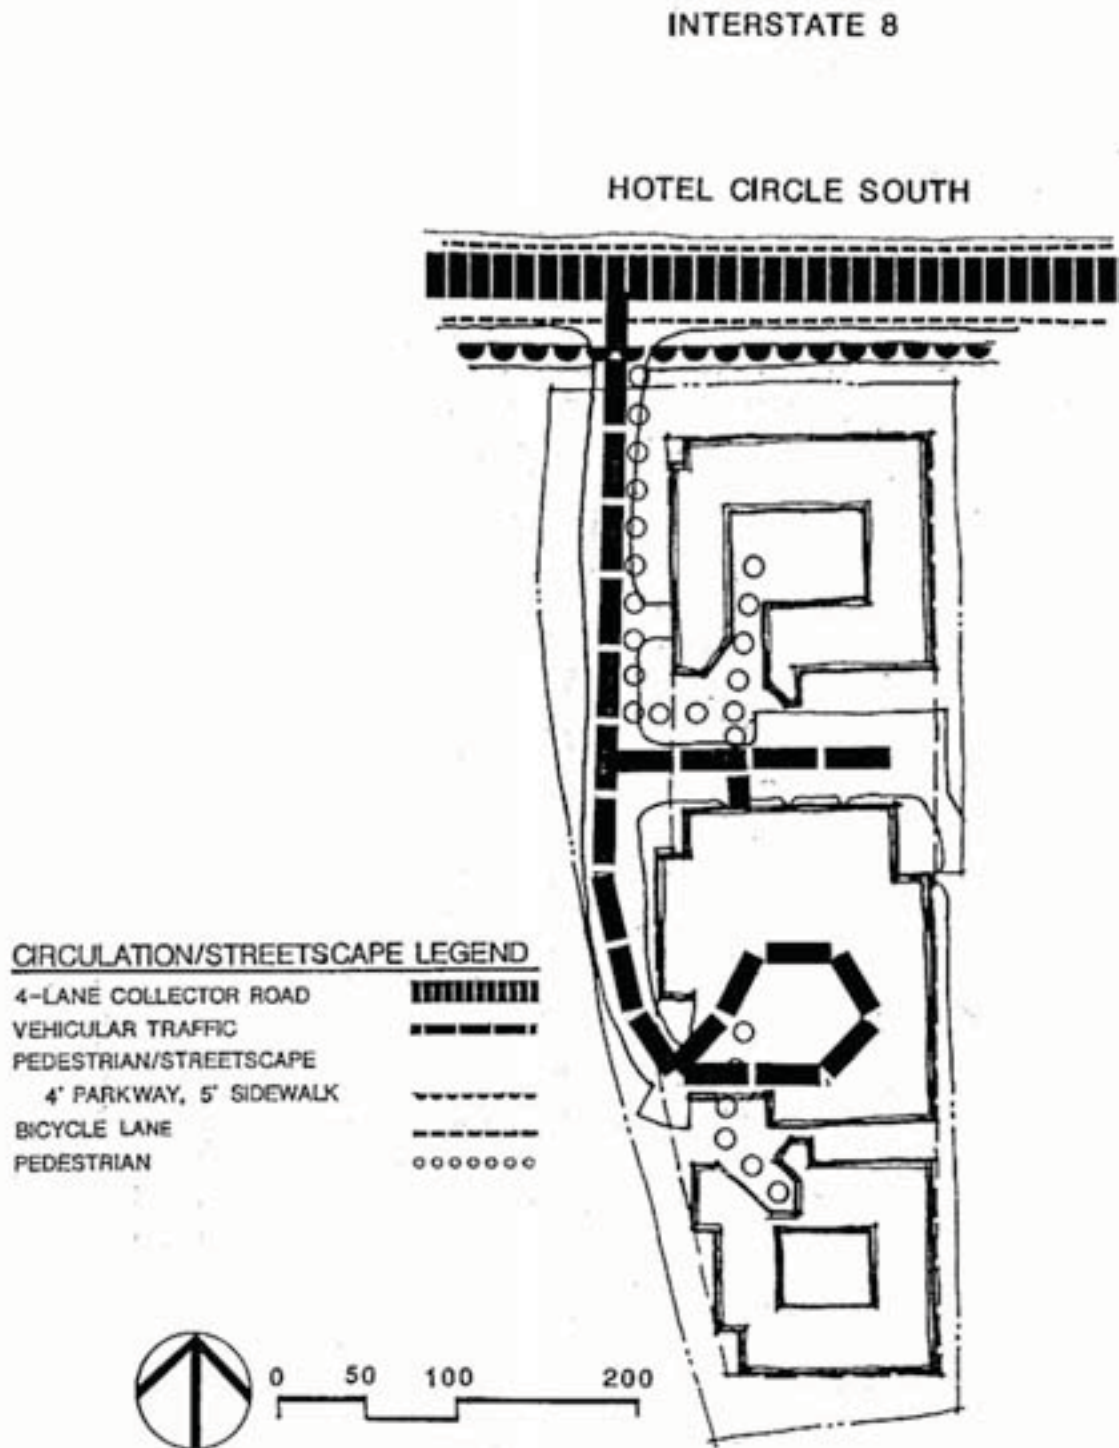 INTERSTATE 8
HOTEL CIRCLE SOUTH
CIRCULATION/STREETSCAPE LEGEND
4-LANE COLLECTOR ROAD
VEHICULAR TRAFFIC
PEDESTRIAN/STREETSCAPE
4' PARKWAY, 5' SIDEWALK
BICYCLE LANE
PEDESTRIAN
0 50 100 200